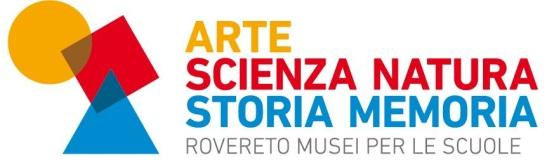 ARTE
SCIENZA NATURA
STORIA MEMORIA
ROVERETO MUSEI PER LE SCUOLE